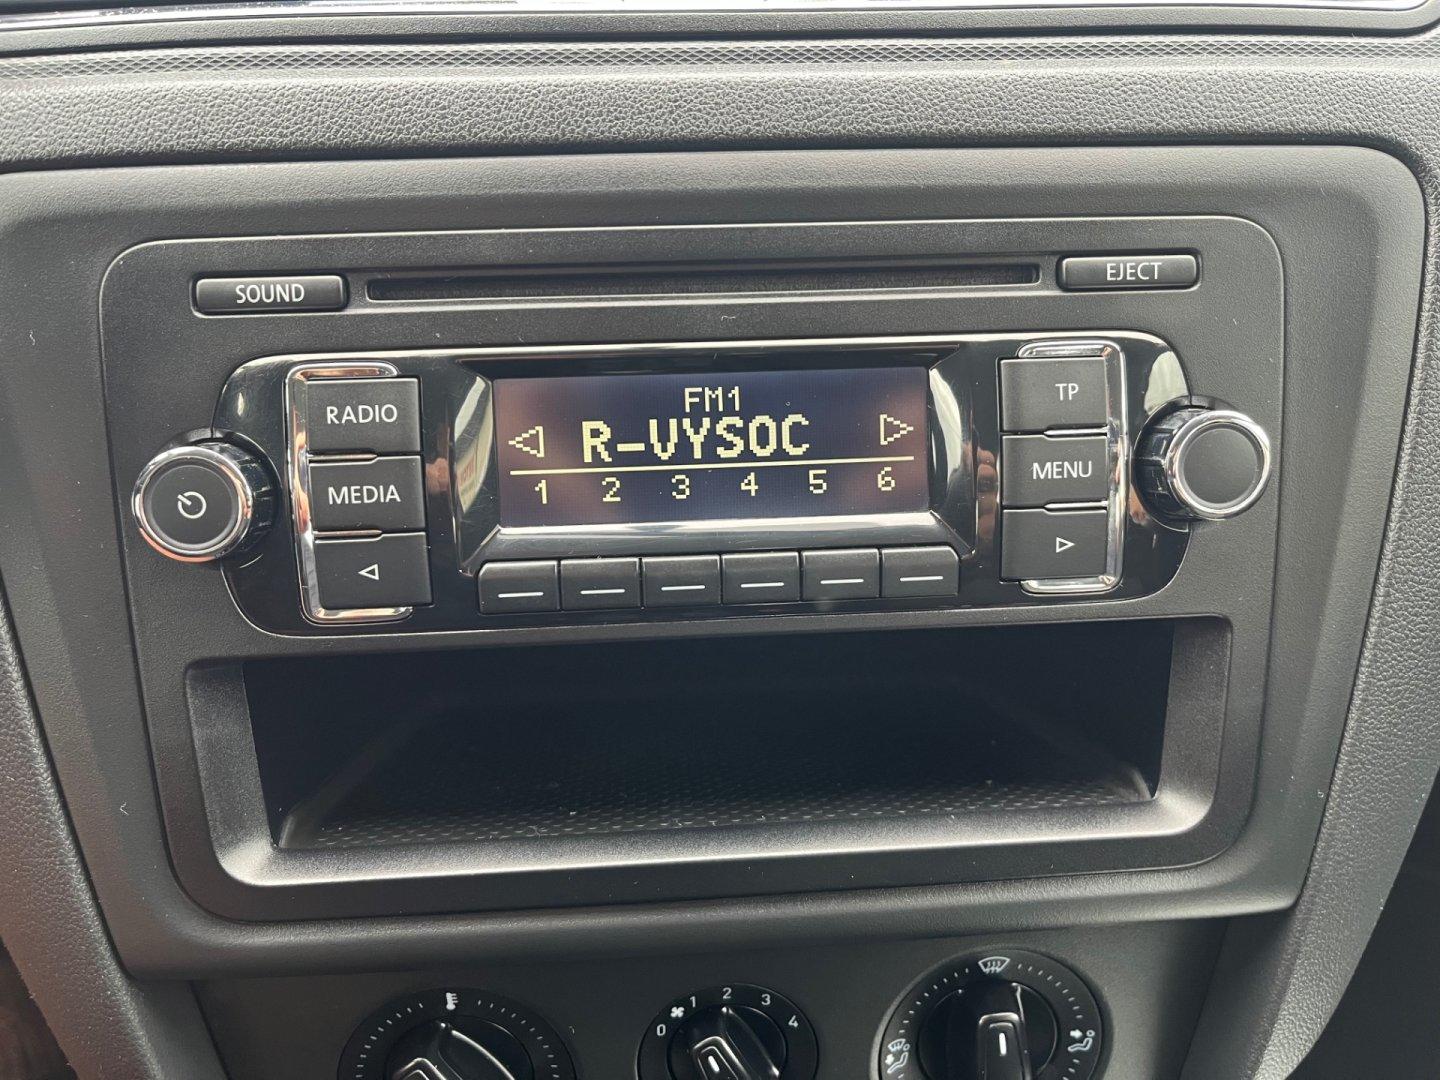 SOUND
EJECT
RADIO
FM1
TP
R-VYSOC
MEDIA
MENU
1 2 3 4 5 6
0 1 2 3 4